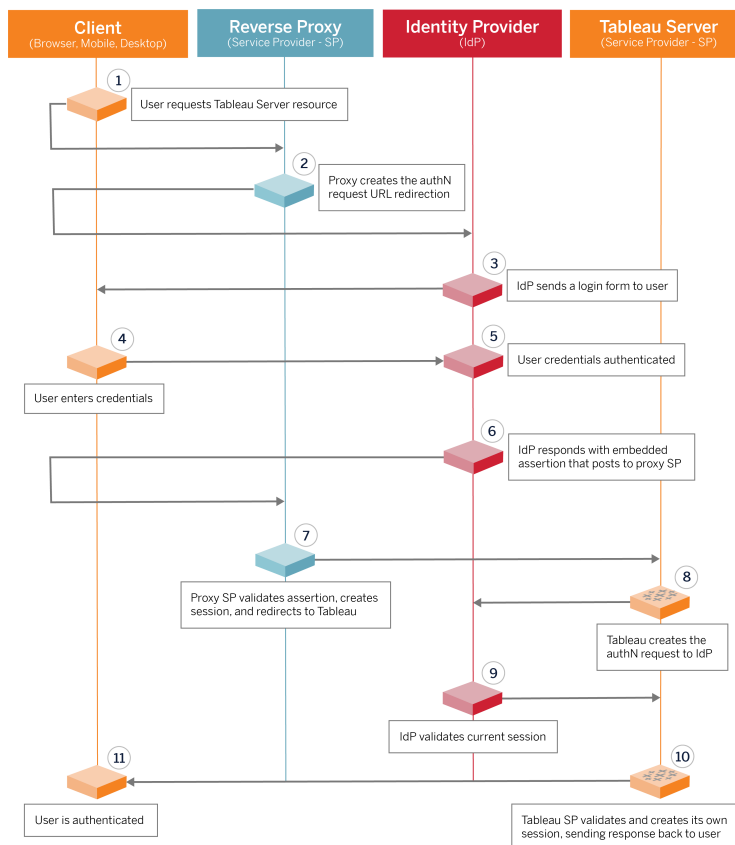 Client
(Browser, Mobile, Desktop)
Reverse Proxy
(Service Provider - SP)
Identity Provider
(IdP)
Tableau Server
(Service Provider - SP)
1
User requests Tableau Server resource
2
Proxy creates the authN
request URL redirection
3
IdP sends a login form to user
4
User enters credentials
5
User credentials authenticated
6
IdP responds with embedded
assertion that posts to proxy SP
7
Proxy SP validates assertion, creates
session, and redirects to Tableau
8
Tableau creates the
authN request to IdP
9
IdP validates current session
10
Tableau SP validates and creates its own
session, sending response back to user
11
User is authenticated